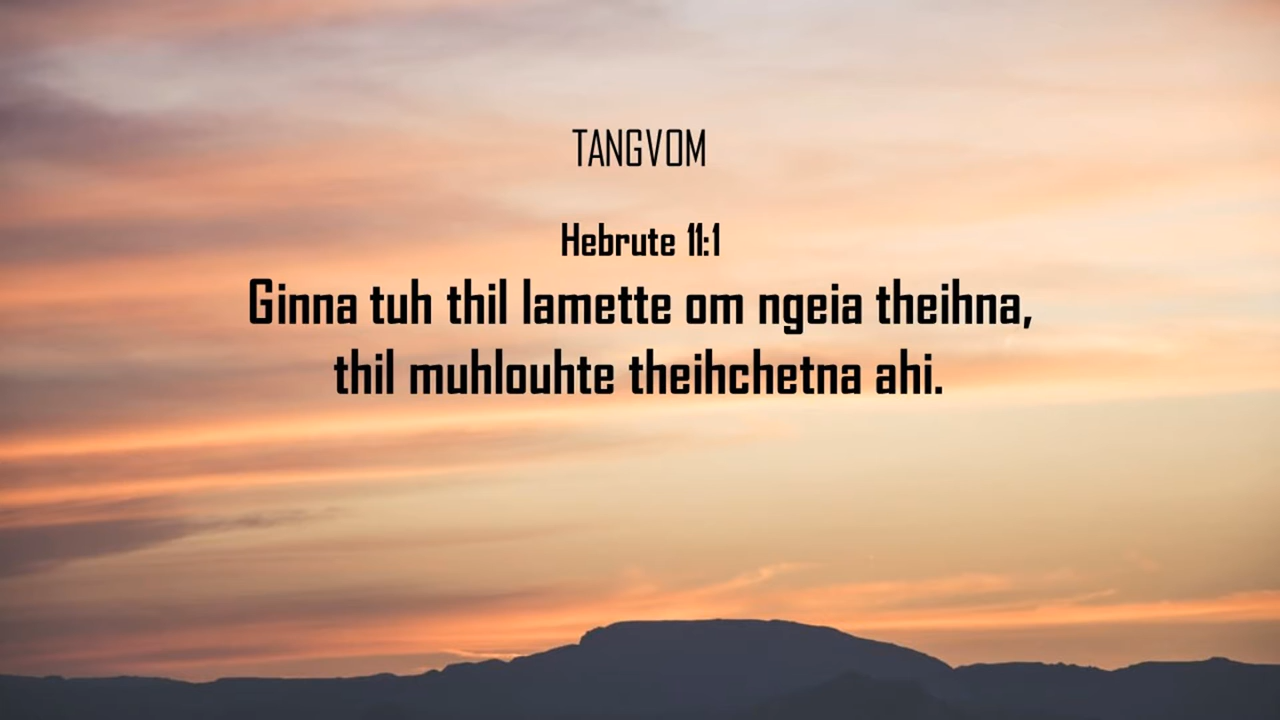 TANGVOM
Hebrute 11:1
Ginna tuh thil lamette om ngeia theihna,
thil muhlouhte theihchetna ahi.